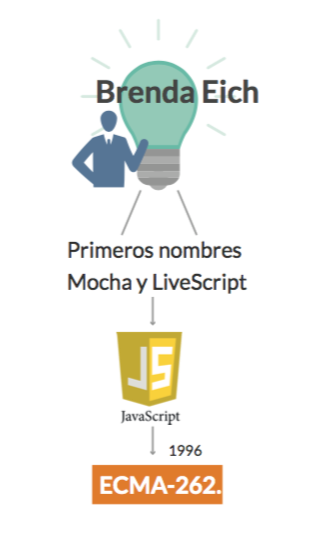 Brenda Eich
Primeros nombres
Mocha y LiveScript
JS
JavaScript
1996
ECMA-262.